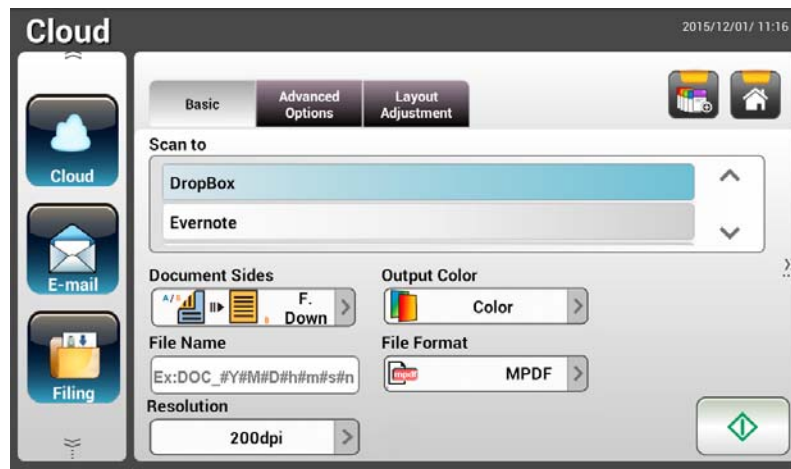 Cloud
2015/12/01/ 11:16
Basic
Advanced
Options
Layout
Adjustment
Scan to
Cloud
DropBox
Evernote
E-mail
Document Sides
Output Color
A/B
F.
Down
Color
File Name
File Format
Ex:DOC_#Y#M#D#h#m#s#n
mpdf
MPDF
Filing
Resolution
200dpi